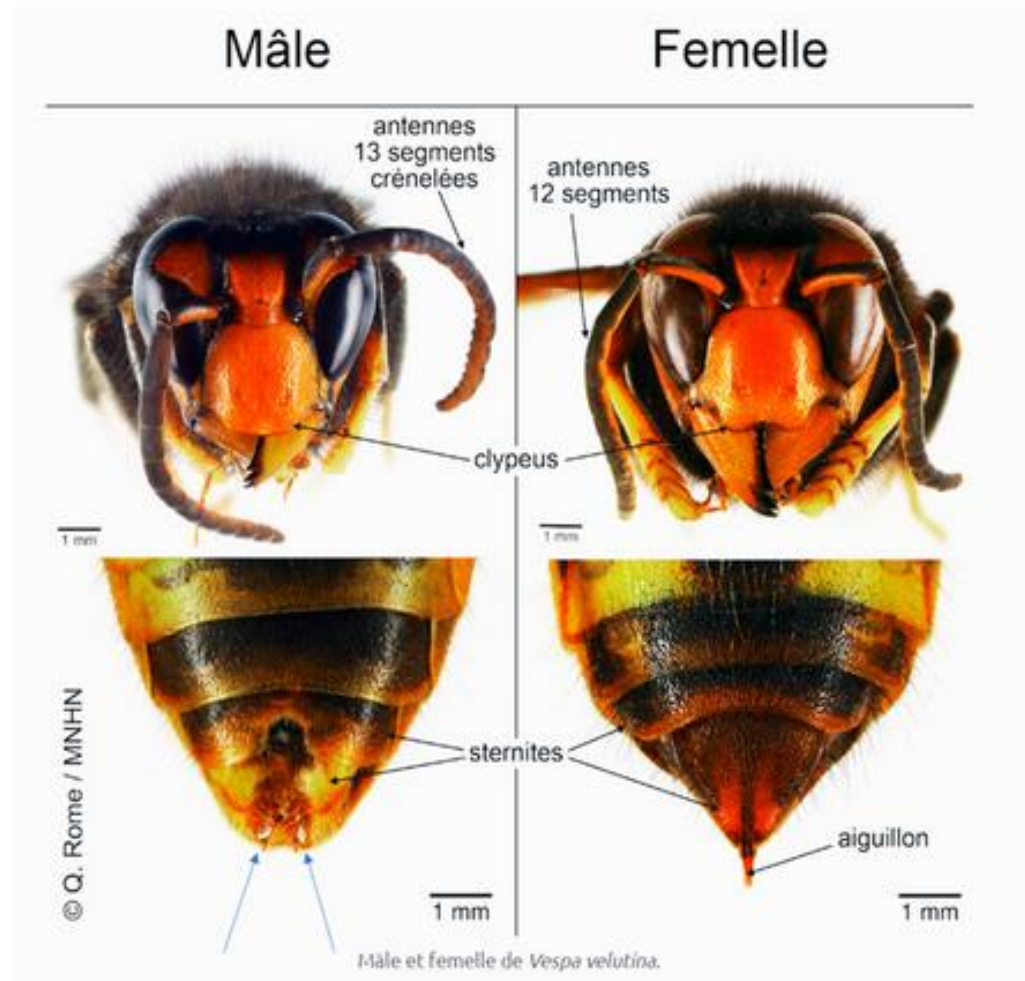 Mâle
Femelle
antennes
13 segments
crénelées
antennes
12 segments
clypeus
1 mm
1 mm
sternites
aiguillon
1 mm
1 mm
© Q. Rome / MNHN
Mâle et femelle de Vespa velutina.